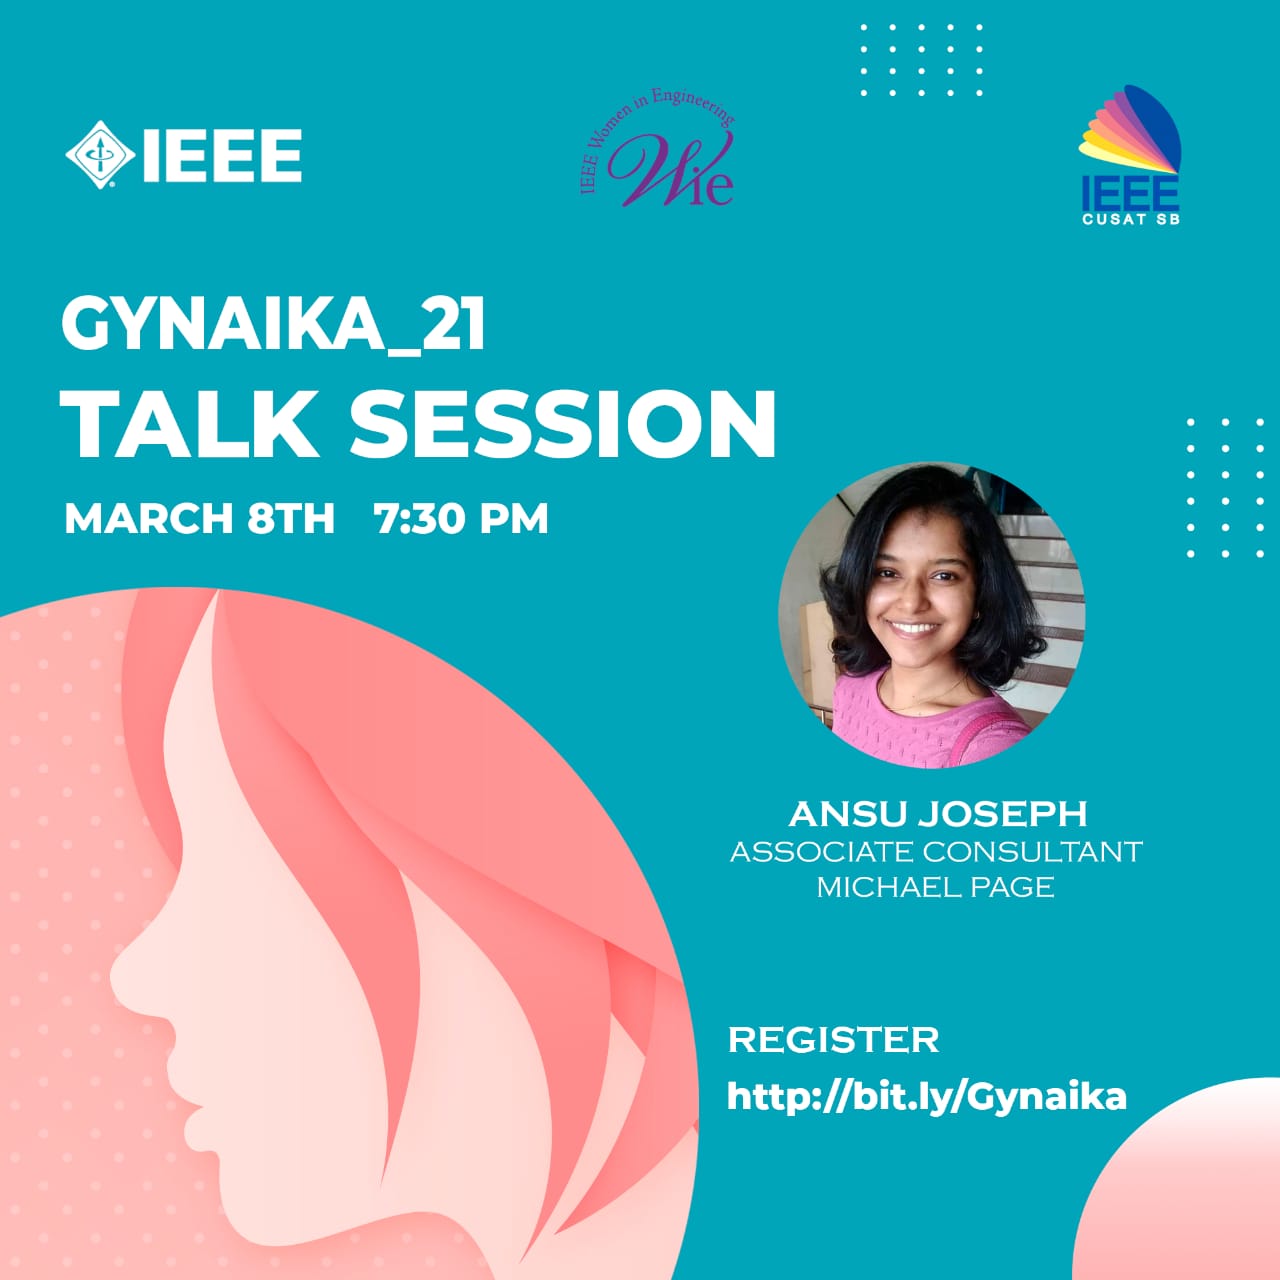 IEEE
IEEE Women in Engineering
Wie
IEEE
CUSAT SB
GYNAIKA_21
TALK SESSION
MARCH 8TH 7:30 PM
ANSU JOSEPH
ASSOCIATE CONSULTANT
MICHAEL PAGE
REGISTER
http://bit.ly/Gynaika